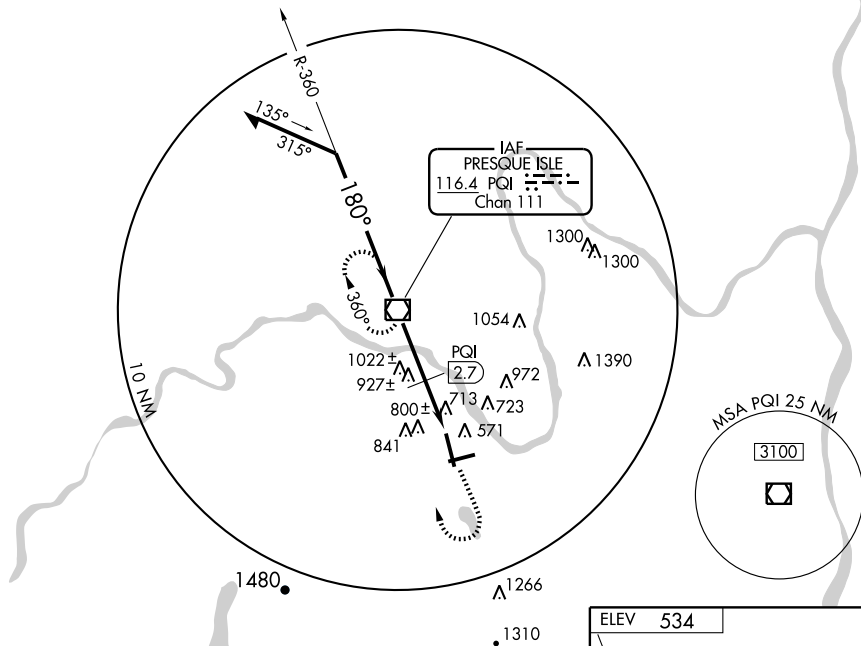 R-360
135°
315°
180°
IAF
PRESQUE ISLE
116.4 PQI
Chan 111
1300
1300
360°
1054
1022 ±
PQI
2.7
1390
927±
972
10 NM
800 ±
713
723
841
571
MSA PQI 25 NM
3100
1480
1266
ELEV 534
1310